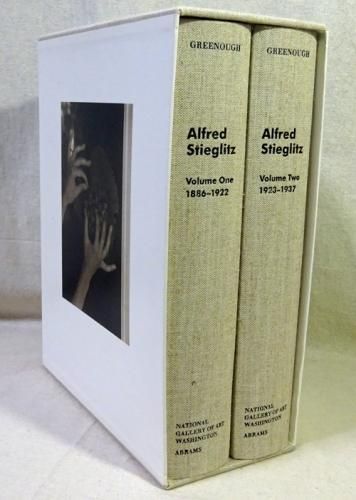 GREENOUGH
Alfred
Stieglitz
Volume One
1886–1922
NATIONAL
GALLERY OF ART
WASHINGTON
ABRAMS
GREENOUGH
Alfred
Stieglitz
Volume Two
1923–1937
NATIONAL
GALLERY OF ART
WASHINGTON
ABRAMS